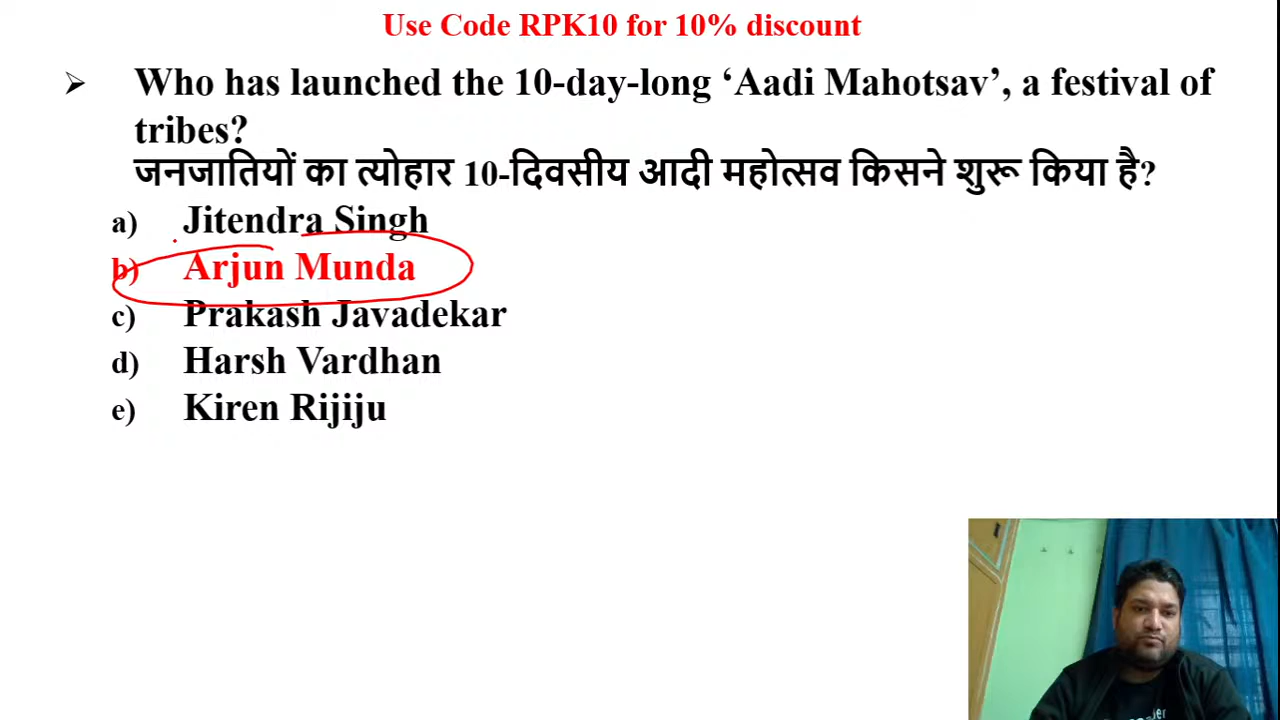 Use Code RPK10 for 10% discount
➢ Who has launched the 10-day-long ‘Aadi Mahotsav’, a festival of
tribes?
जनजातियों का त्योहार 10-दिवसीय आदी महोत्सव किसने शुरू किया है?
a) Jitendra Singh
b) Arjun Munda
c) Prakash Javadekar
d) Harsh Vardhan
e) Kiren Rijiju